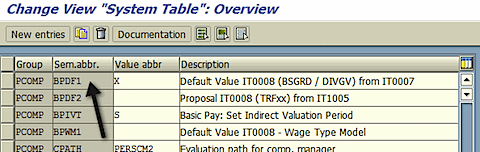 Change View "System Table": Overview
New entries Documentation
Group Sem.abbr. Value abbr Description
PCOMP BPDF1 X Default Value IT0008 (BSGRD / DIVGV) from IT0007
PCOMP BPDF2 Proposal IT0008 (TRFxx) from IT1005
PCOMP BPIVT S Basic Pay: Set Indirect Valuation Period
PCOMP BPWM1 Default Value IT0008 - Wage Type Model
PCOMP CPATH PERSCM2 Evaluation path for comp. manager